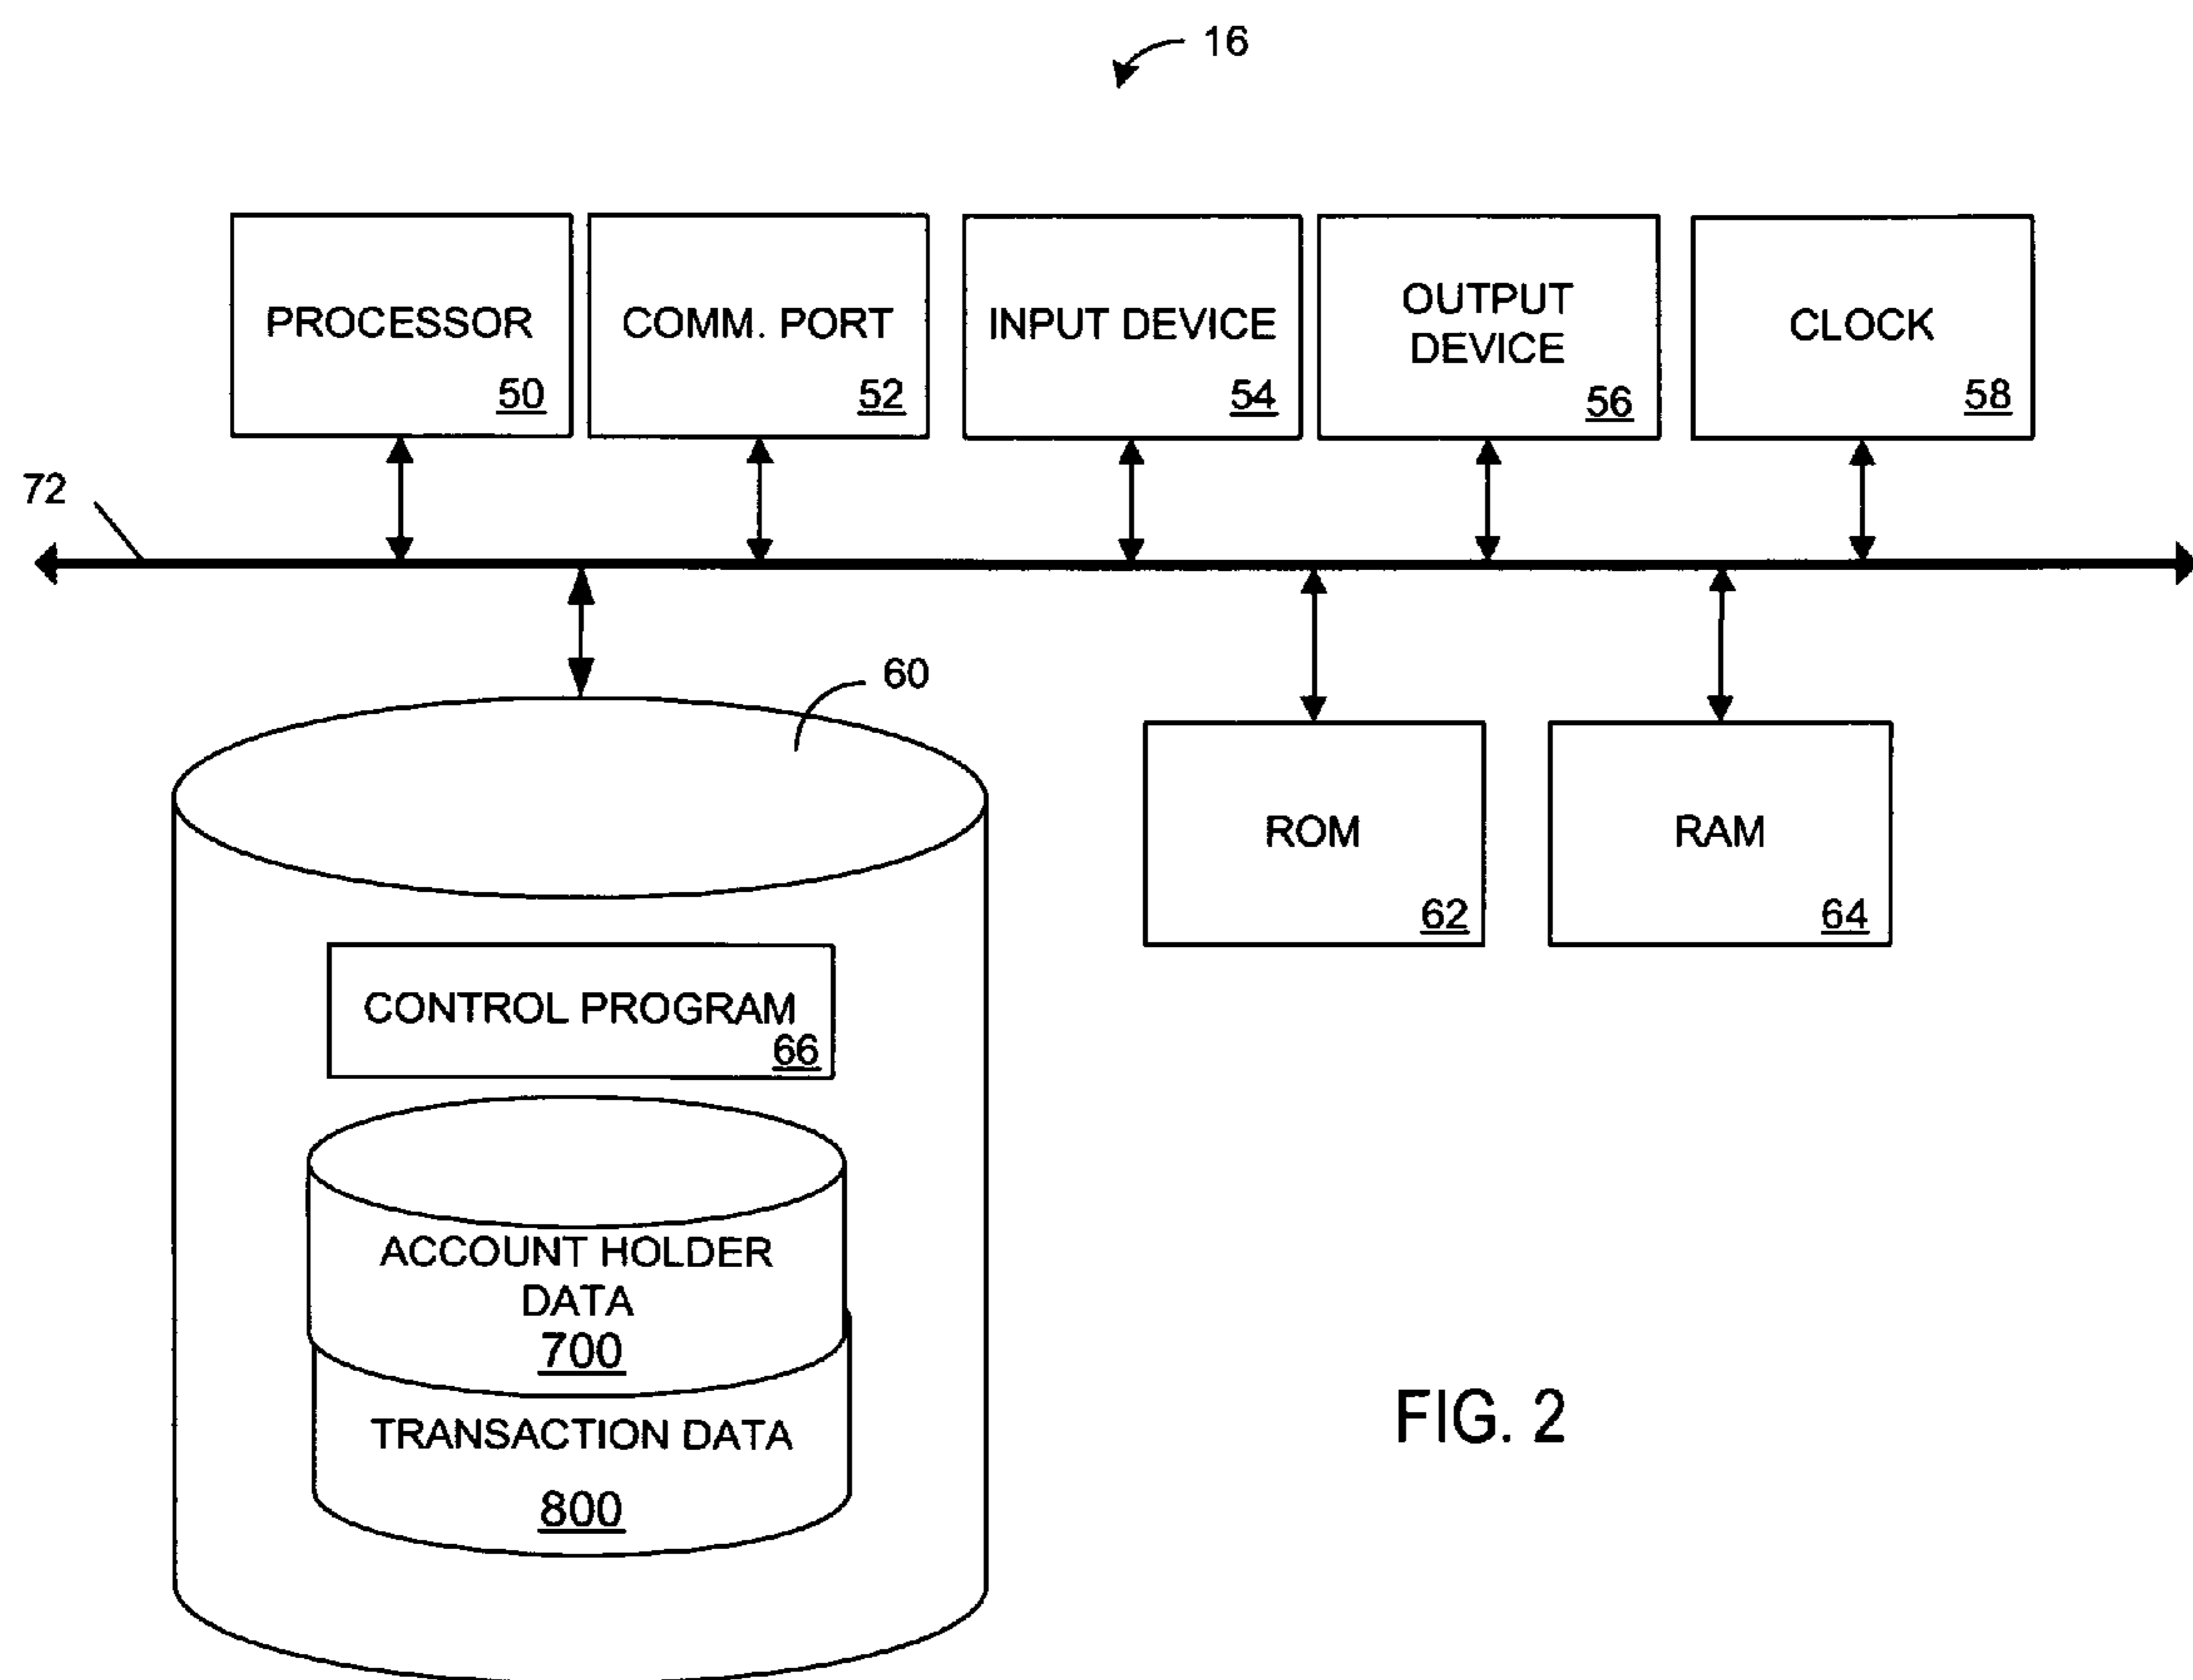 16
PROCESSOR
50
COMM. PORT
52
INPUT DEVICE
54
OUTPUT
DEVICE
56
CLOCK
58
72
60
ROM
62
RAM
64
CONTROL PROGRAM
66
ACCOUNT HOLDER
DATA
700
TRANSACTION DATA
800
FIG. 2